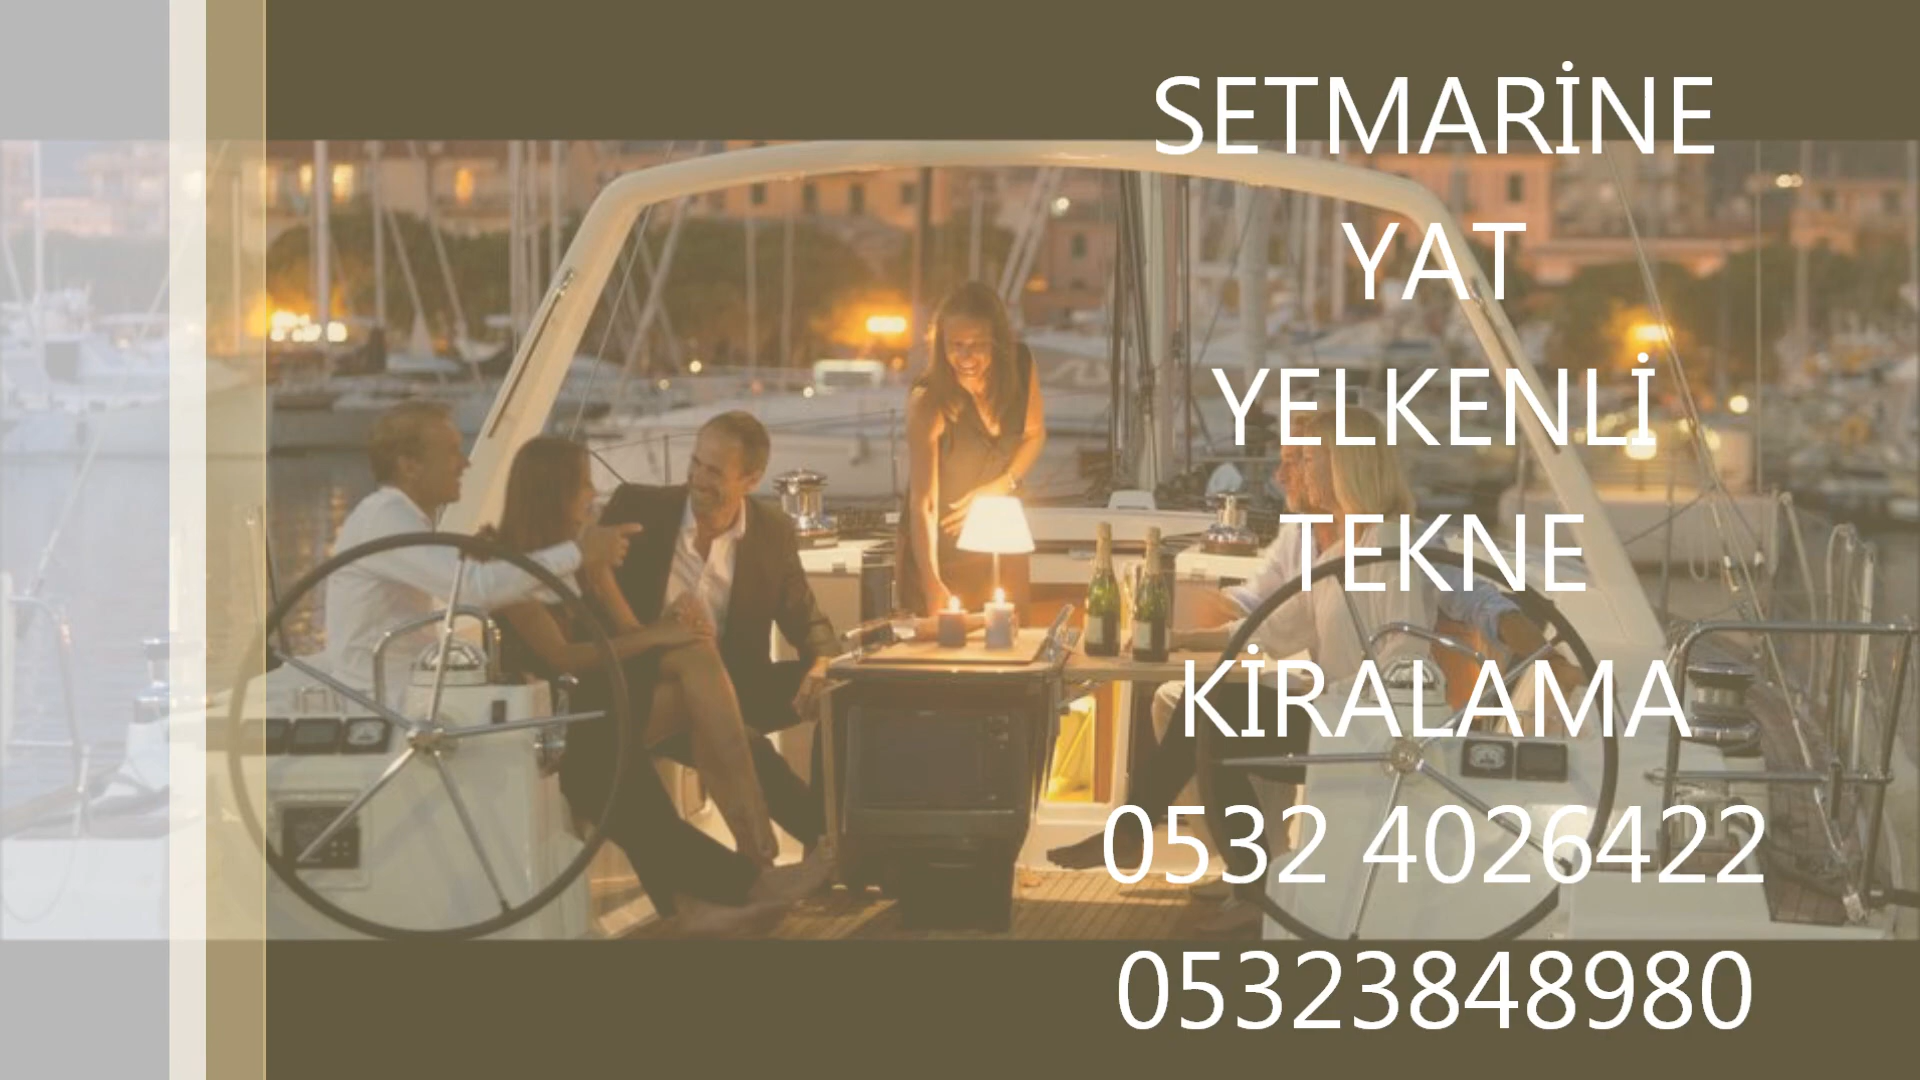 SETMARİNE
YAT
YELKENLİ
TEKNE
KİRALAMA
0532 4026422
05323848980